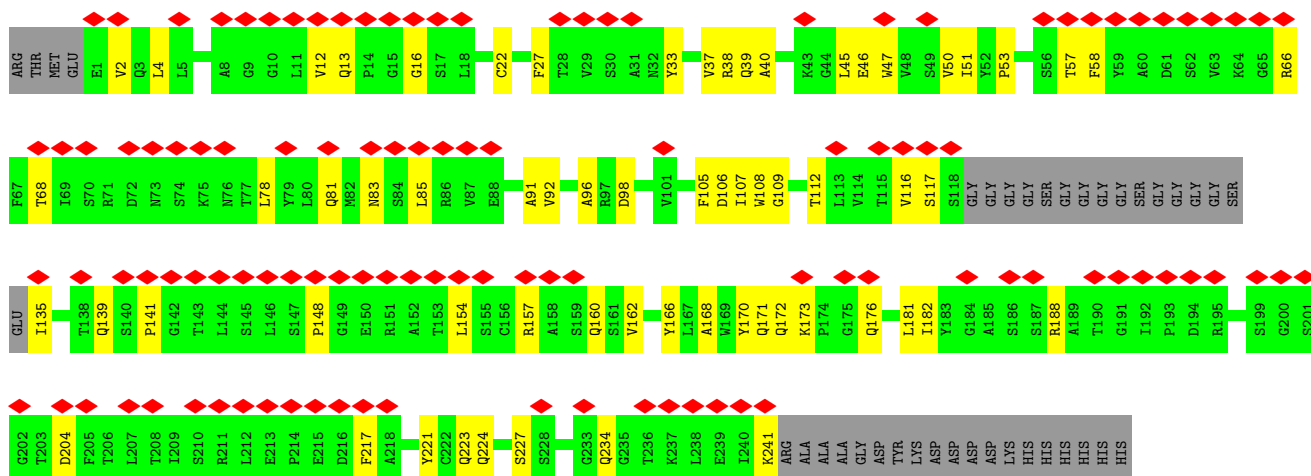 ARG THR MET GLU E1 V2 Q3 L4 L5 A8 G9 G10 L11 V12 Q13 P14 G15 G16 S17 L18 C22 F27 T28 V29 S30 A31 N32 Y33 V37 R38 Q39 A40 K43 G44 L45 E46 W47 V48 S49 V50 I51 Y52 P53 S56 T57 F58 Y59 A60 D61 S62 V63 K64 G65 R66
F67 T68 I69 S70 R71 D72 N73 S74 K75 N76 T77 L78 Y79 L80 Q81 M82 N83 S84 L85 R86 V87 E88 A91 V92 A96 R97 D98 V101 F105 D106 I107 W108 G109 T112 L113 V114 T115 V116 S117 S118 GLY GLY GLY GLY SER GLY GLY GLY GLY SER GLY GLY GLY GLY SER
GLU I135 T138 Q139 S140 P141 G142 T143 L144 S145 L146 S147 P148 G149 E150 R151 A152 T153 L154 S155 C156 R157 A158 S159 Q160 S161 V162 Y166 L167 A168 W169 Y170 Q171 Q172 K173 P174 G175 Q176 L181 I182 Y183 G184 A185 S186 S187 R188 A189 T190 G191 I192 P193 D194 R195 S199 G200 S201
G202 T203 D204 F205 T206 L207 T208 I209 S210 R211 L212 E213 P214 E215 D216 F217 A218 Y221 C222 Q223 Q224 S227 S228 G233 Q234 G235 T236 K237 L238 E239 I240 K241 ARG ALA ALA ALA GLY ASP TYR LYS ASP ASP ASP ASP LYS HIS HIS HIS HIS HIS HIS